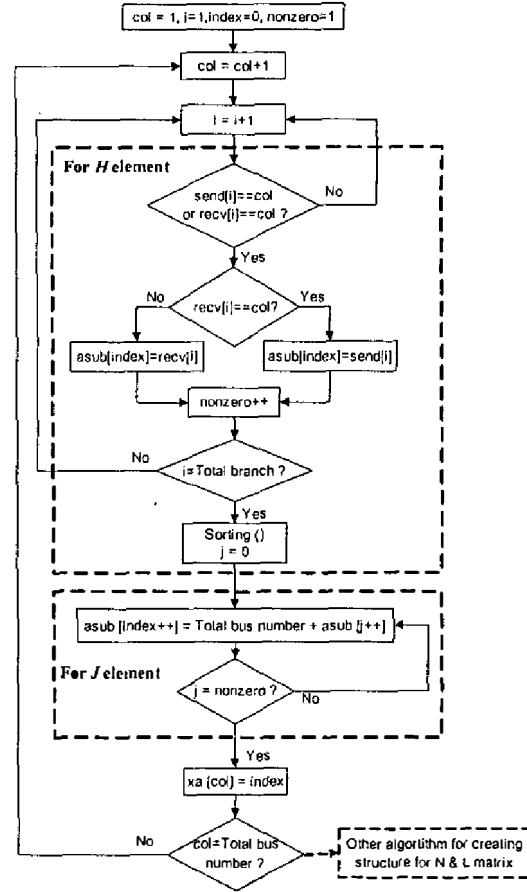 col = 1, j=1,index=0, nonzero=1
col = col+1
i = i+1
For H element
send[i]==col
or recv[i]==col ?
No
Yes
No
recv[i]==col?
Yes
asub[index]=recv[i]
asub[index]=send[i]
nonzero++
No
i=Total branch ?
Yes
Sorting ()
j = 0
asub [index++] = Total bus number + asub [j++]
For J element
j = nonzero ?
No
Yes
xa [col] = index
No
col=Total bus
number ?
Other algorithm for creating
structure for N & L matrix